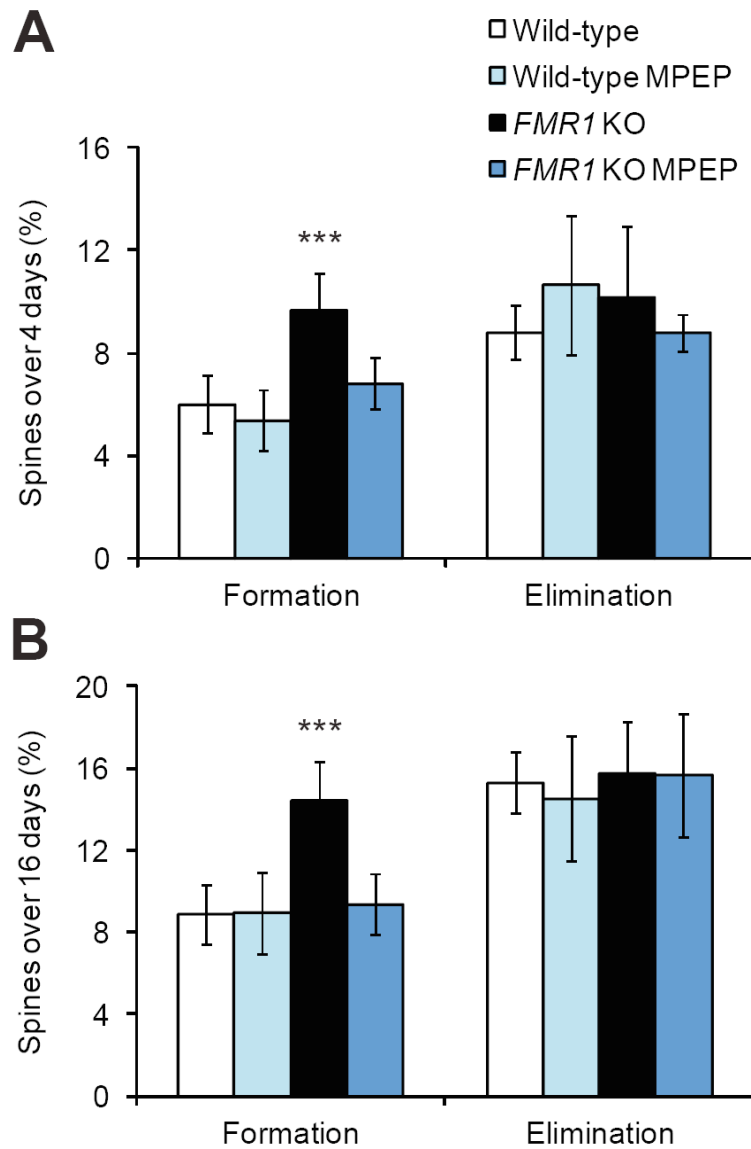 A
Wild-type
Wild-type MPEP
FMR1 KO
FMR1 KO MPEP
Spines over 4 days (%)
16
12
8
4
0
***
Formation
Elimination
B
Spines over 16 days (%)
20
16
12
8
4
0
***
Formation
Elimination